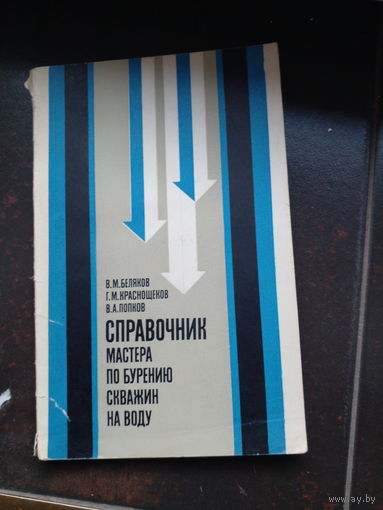 В.М.БЕЛЯКОВ
Г.М.КРАСНОЩЕКОВ
В.А.ПОПКОВ
СПРАВОЧНИК
МАСТЕРА
ПО БУРЕНИЮ
СКВАЖИН
НА ВОДУ
www.ay.by